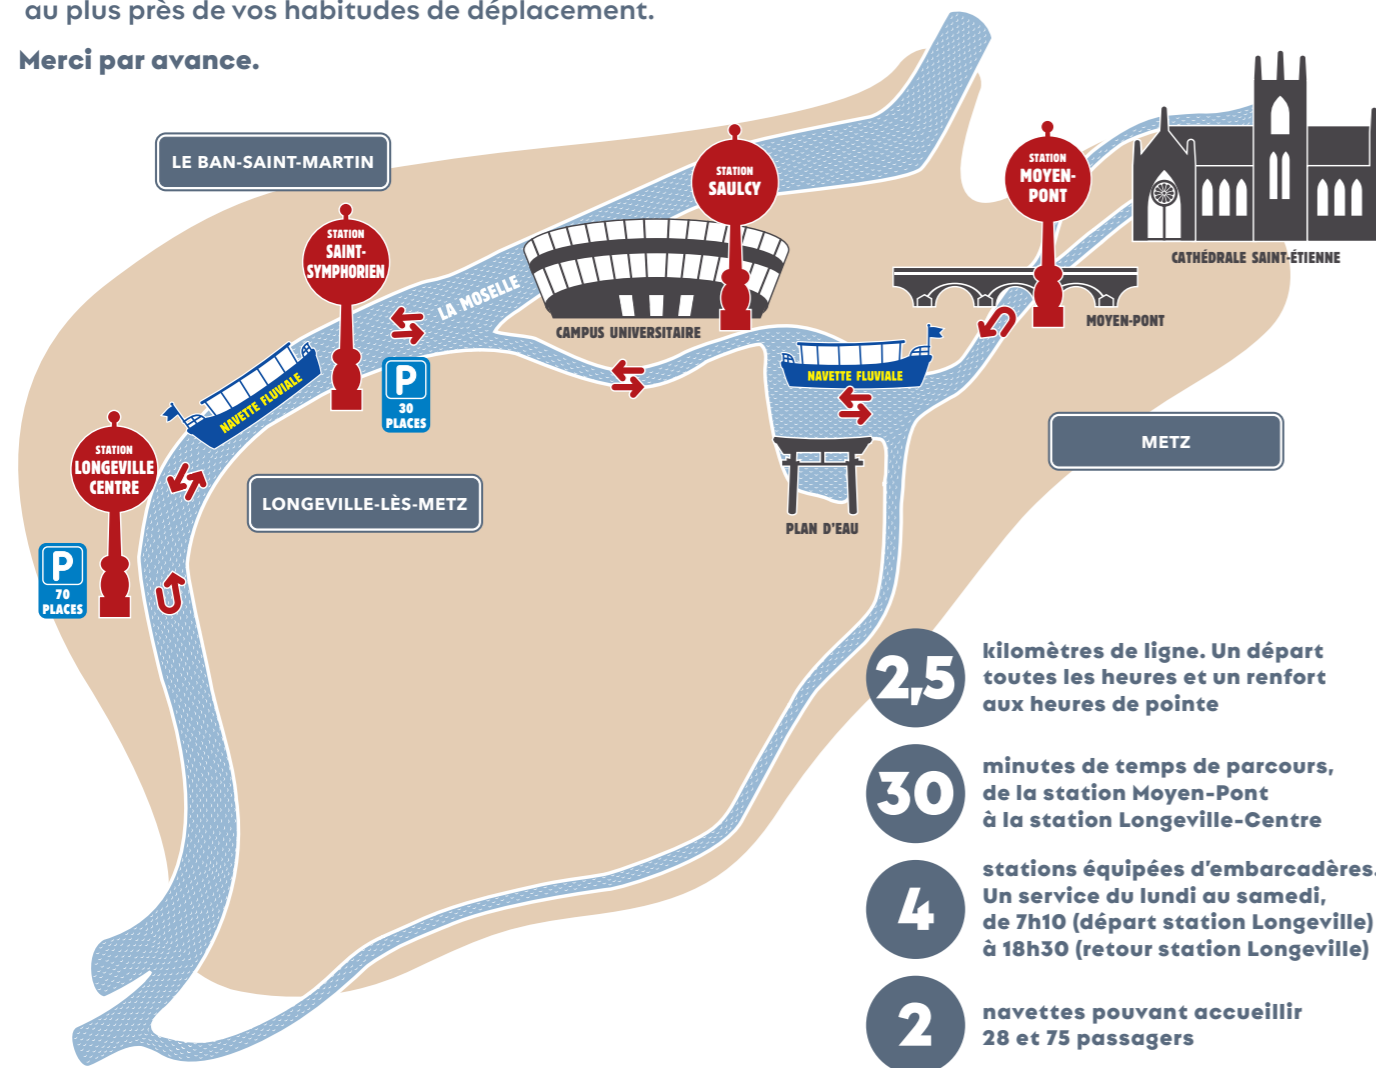 au plus près de vos habitudes de déplacement.
Merci par avance.
LE BAN-SAINT-MARTIN
STATION
SAINT-
SYMPHORIEN
STATION
SAULCY
STATION
MOYEN-
PONT
CATHÉDRALE SAINT-ÉTIENNE
LA MOSELLE
CAMPUS UNIVERSITAIRE
MOYEN-PONT
NAVETTE FLUVIALE
NAVETTE FLUVIALE
P
30
PLACES
STATION
LONGEVILLE
CENTRE
METZ
LONGEVILLE-LÈS-METZ
PLAN D'EAU
P
70
PLACES
2,5
kilomètres de ligne. Un départ
toutes les heures et un renfort
aux heures de pointe
30
minutes de temps de parcours,
de la station Moyen-Pont
à la station Longeville-Centre
4
stations équipées d'embarcadères.
Un service du lundi au samedi,
de 7h10 (départ station Longeville)
à 18h30 (retour station Longeville)
2
navettes pouvant accueillir
28 et 75 passagers